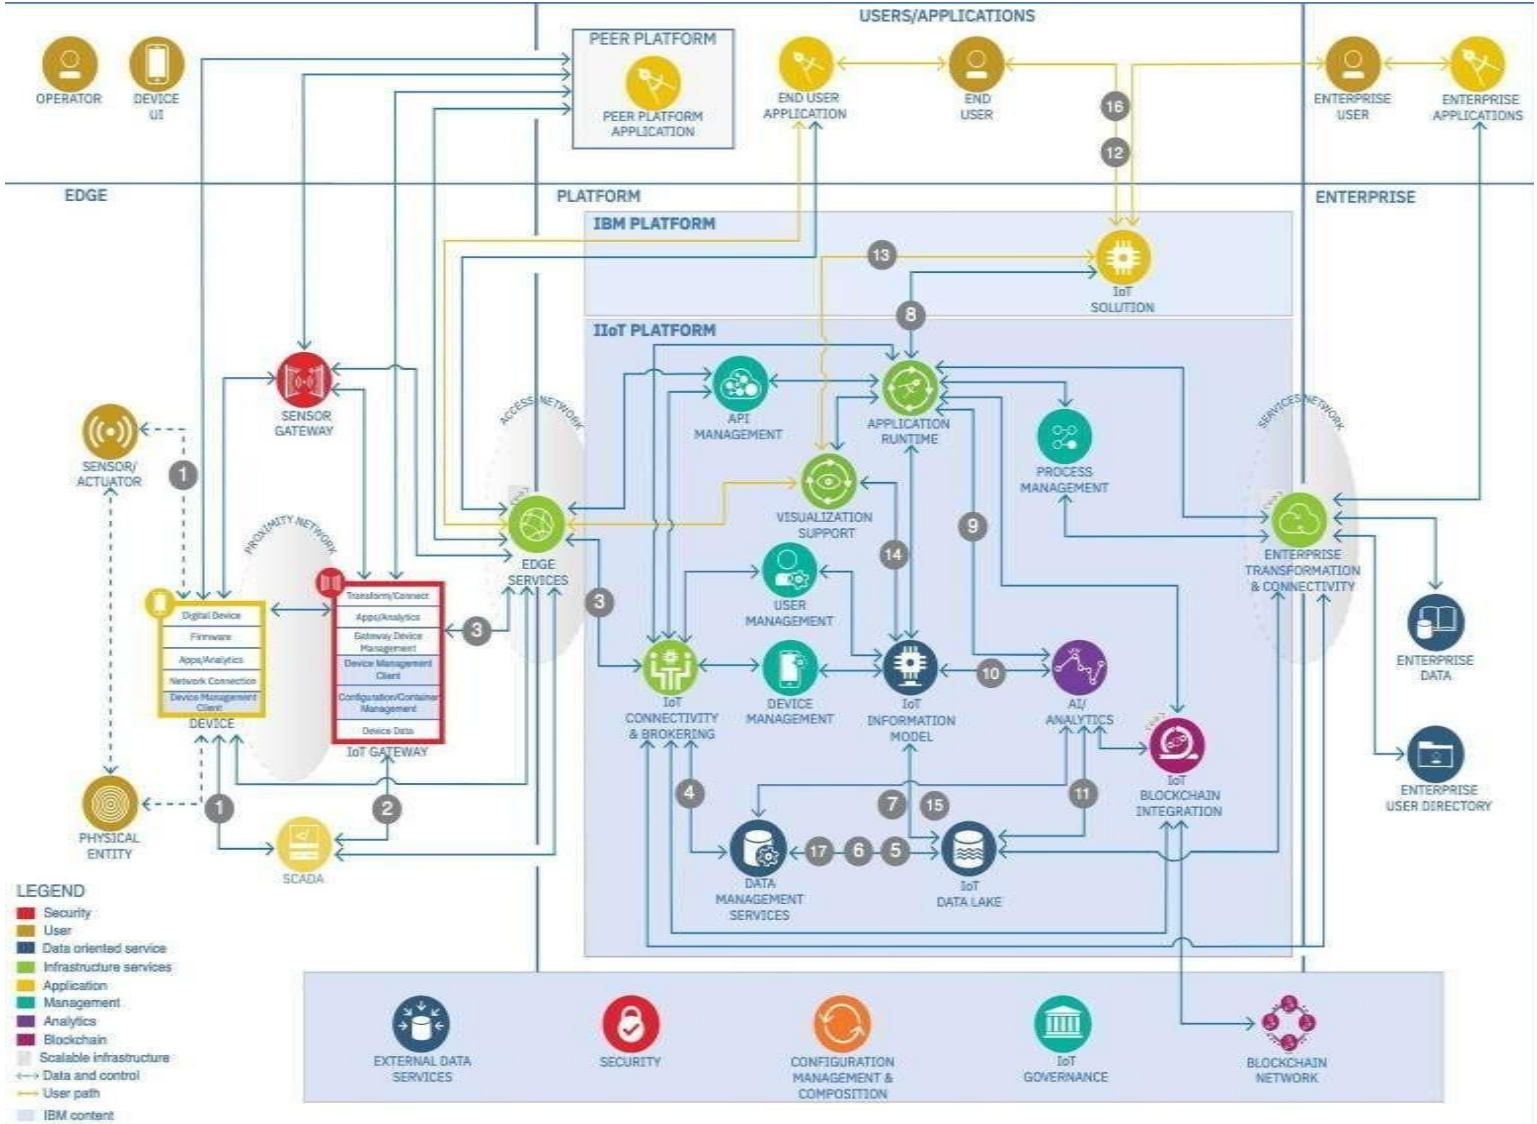 USERS/APPLICATIONS
OPERATOR
DEVICE
UI
PEER PLATFORM
PEER PLATFORM
APPLICATION
END USER
APPLICATION
END
USER
16
12
ENTERPRISE
USER
ENTERPRISE
APPLICATIONS
EDGE
PLATFORM
ENTERPRISE
IBM PLATFORM
13
IoT
SOLUTION
8
IIoT PLATFORM
SENSOR
GATEWAY
ACCESS NETWORK
API
MANAGEMENT
APPLICATION
RUNTIME
PROCESS
MANAGEMENT
SERVICES NETWORK
SENSOR/
ACTUATOR
1
PROXIMITY NETWORK
EDGE
SERVICES
VISUALIZATION
SUPPORT
9
14
ENTERPRISE
TRANSFORMATION
& CONNECTIVITY
Digital Device
Firmware
Apps/Analytics
Network Connection
Device Management
Client
DEVICE
Transform/Connect
Apps/Analytics
Gateway Device
Management
Device Management
Client
Configuration/Container
Management
Device Data
IoT GATEWAY
3
3
USER
MANAGEMENT
IoT
CONNECTIVITY
& BROKERING
DEVICE
MANAGEMENT
IoT
INFORMATION
MODEL
10
AI/
ANALYTICS
ENTERPRISE
DATA
IoT
BLOCKCHAIN
INTEGRATION
ENTERPRISE
USER DIRECTORY
PHYSICAL
ENTITY
1
2
4
7
15
11
SCADA
17
6
5
DATA
MANAGEMENT
SERVICES
IoT
DATA LAKE
LEGEND
Security
User
Data oriented service
Infrastructure services
Application
Management
Analytics
Blockchain
Scalable infrastructure
Data and control
User path
IBM content
EXTERNAL DATA
SERVICES
SECURITY
CONFIGURATION
MANAGEMENT &
COMPOSITION
IoT
GOVERNANCE
BLOCKCHAIN
NETWORK